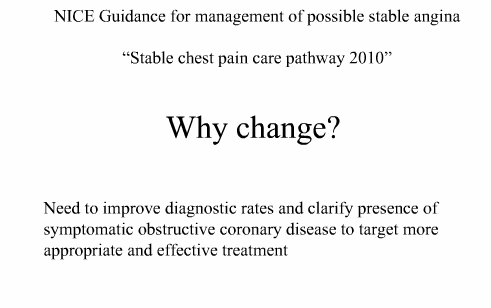 NICE Guidance for management of possible stable angina
“Stable chest pain care pathway 2010”
Why change?
Need to improve diagnostic rates and clarify presence of
symptomatic obstructive coronary disease to target more
appropriate and effective treatment